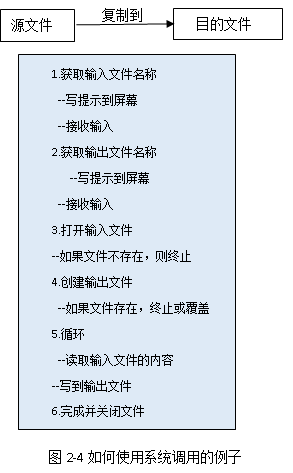 源文件
复制到
目的文件
1.获取输入文件名称
--写提示到屏幕
--接收输入
2.获取输出文件名称
--写提示到屏幕
--接收输入
3.打开输入文件
--如果文件不存在，则终止
4.创建输出文件
--如果文件存在，终止或覆盖
5.循环
--读取输入文件的内容
--写到输出文件
6.完成并关闭文件
图 2-4 如何使用系统调用的例子